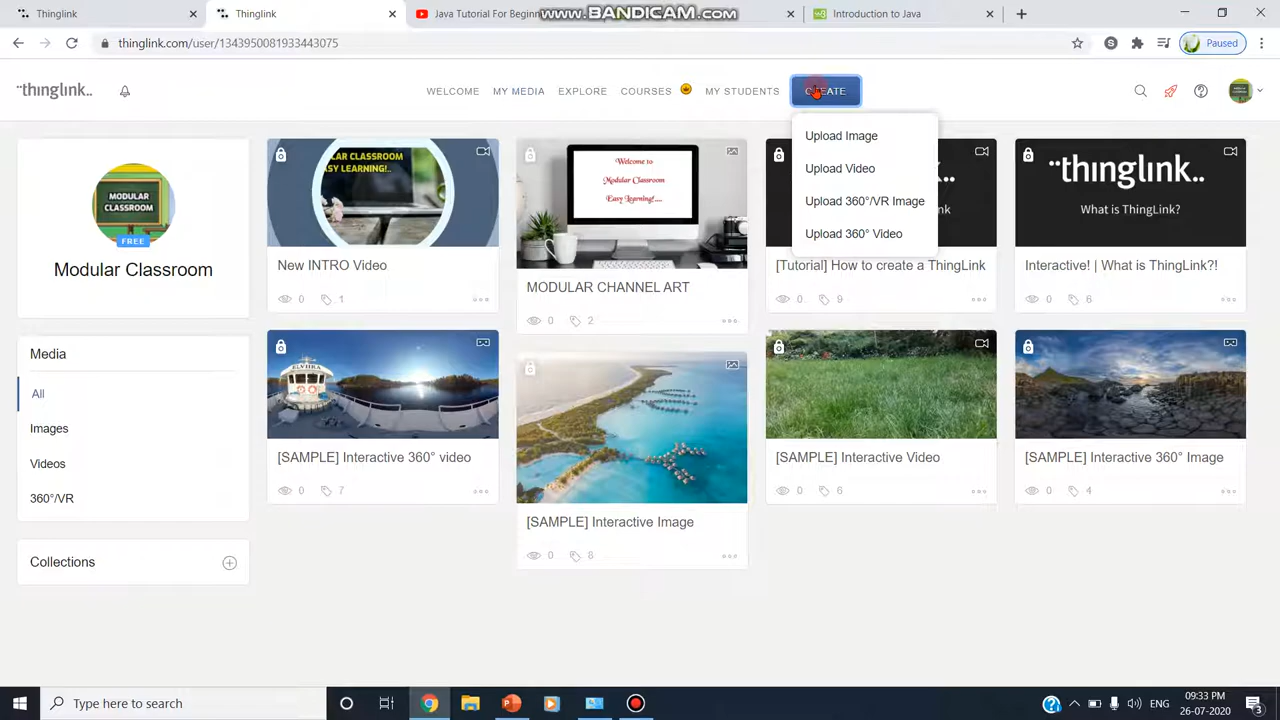 Thinglink
Thinglink
Java Tutorial For Beginn
www.BANDICAM.com
Introduction to Java
thinglink.com/user/1343950081933443075
S
Paused
¨thinglink..
WELCOME
MY MEDIA
EXPLORE
COURSES
MY STUDENTS
CREATE
Upload Image
Upload Video
Upload 360°/VR Image
Upload 360° Video
MODULAR
CLASSROOM
FREE
Modular Classroom
Media
All
Images
Videos
360°/VR
Collections
AR CLASSROOM
EASY LEARNING!..
New INTRO Video
0
1
Welcome to
Modular Classroom
Easy Learning!....
MODULAR CHANNEL ART
0
2
[Tutorial] How to create a ThingLink
0
9
¨thinglink..
What is ThingLink?
Interactive! | What is ThingLink?!
0
6
ELVIIRA
[SAMPLE] Interactive 360° video
0
7
[SAMPLE] Interactive Image
0
8
[SAMPLE] Interactive Video
0
6
[SAMPLE] Interactive 360° Image
0
4
Type here to search
ENG
09:33 PM
26-07-2020
3